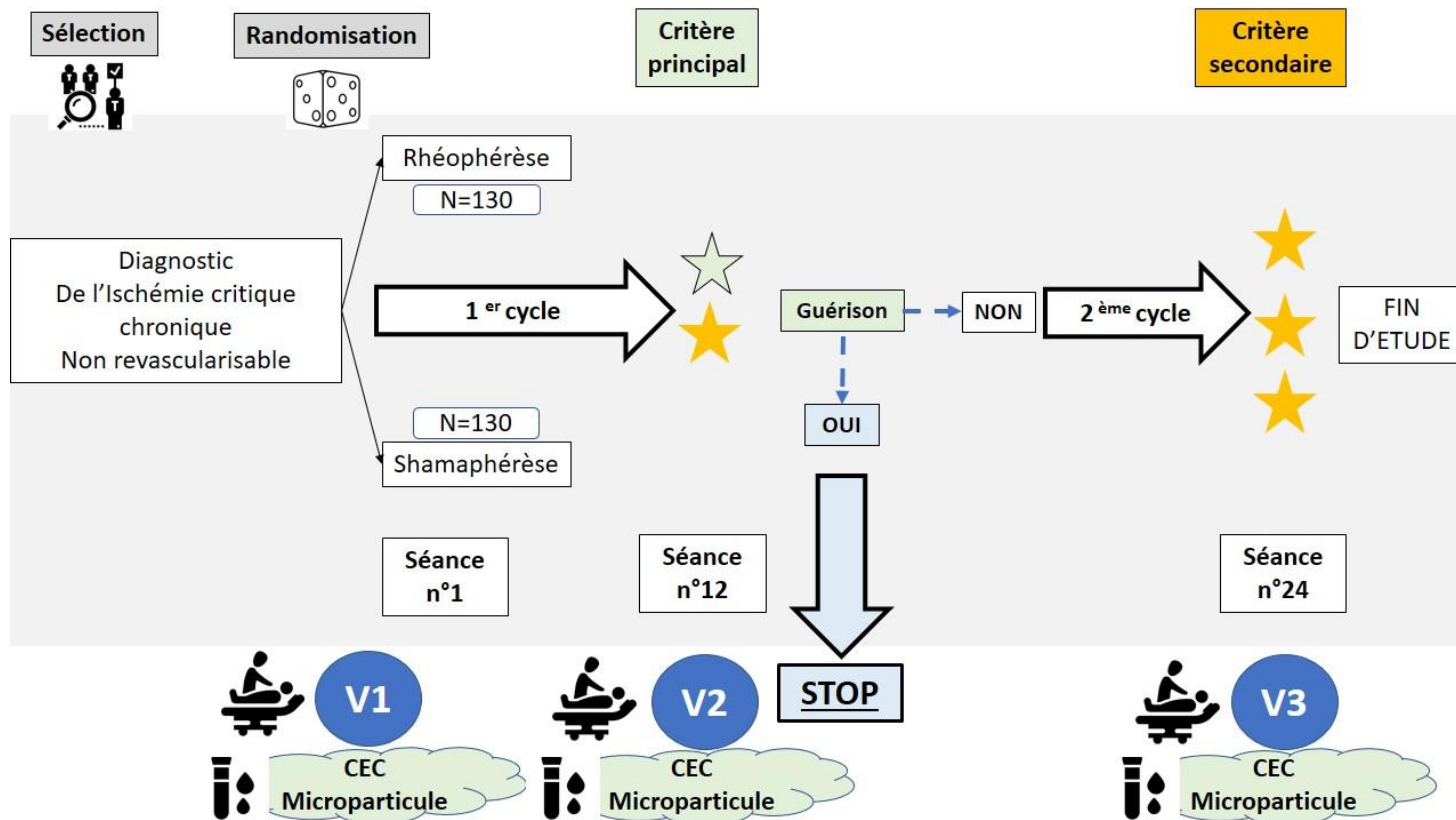 Sélection
Randomisation
Critère
principal
Critère
secondaire
Rhéophérèse
N=130
Diagnostic
De l'Ischémie critique
chronique
Non revascularisable
1 er cycle
Guérison
NON
2 ème cycle
FIN
D'ETUDE
OUI
N=130
Shamaphérèse
Séance
n°1
Séance
n°12
Séance
n°24
V1
V2
STOP
V3
CEC
Microparticule
CEC
Microparticule
CEC
Microparticule